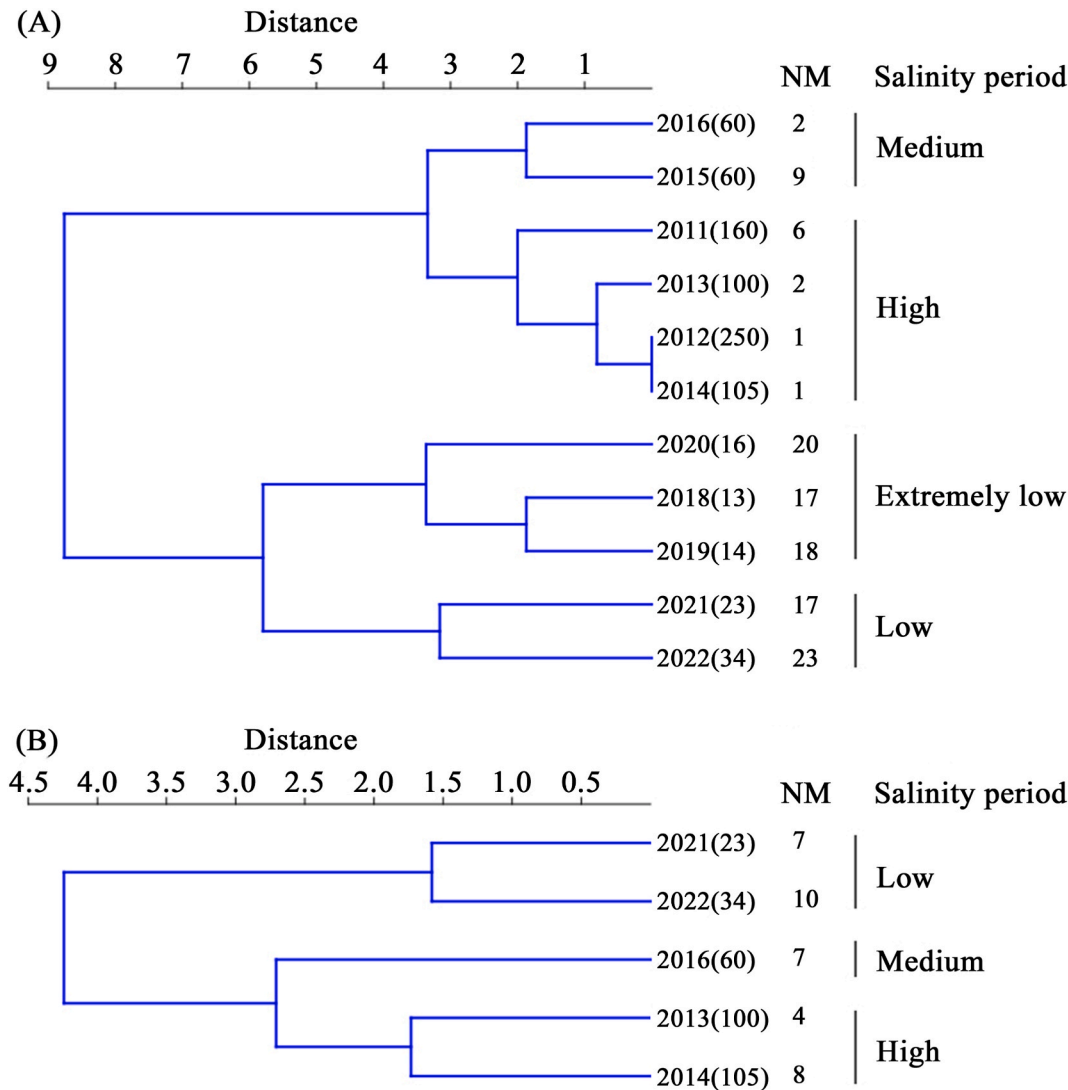 (A) Distance
9 8 7 6 5 4 3 2 1 NM Salinity period
2016(60) 2
Medium
2015(60) 9
2011(160) 6
2013(100) 2
High
2012(250) 1
2014(105) 1
2020(16) 20
2018(13) 17
Extremely low
2019(14) 18
2021(23) 17
Low
2022(34) 23
(B) Distance
4.5 4.0 3.5 3.0 2.5 2.0 1.5 1.0 0.5 NM Salinity period
2021(23) 7
Low
2022(34) 10
2016(60) 7 Medium
2013(100) 4
High
2014(105) 8